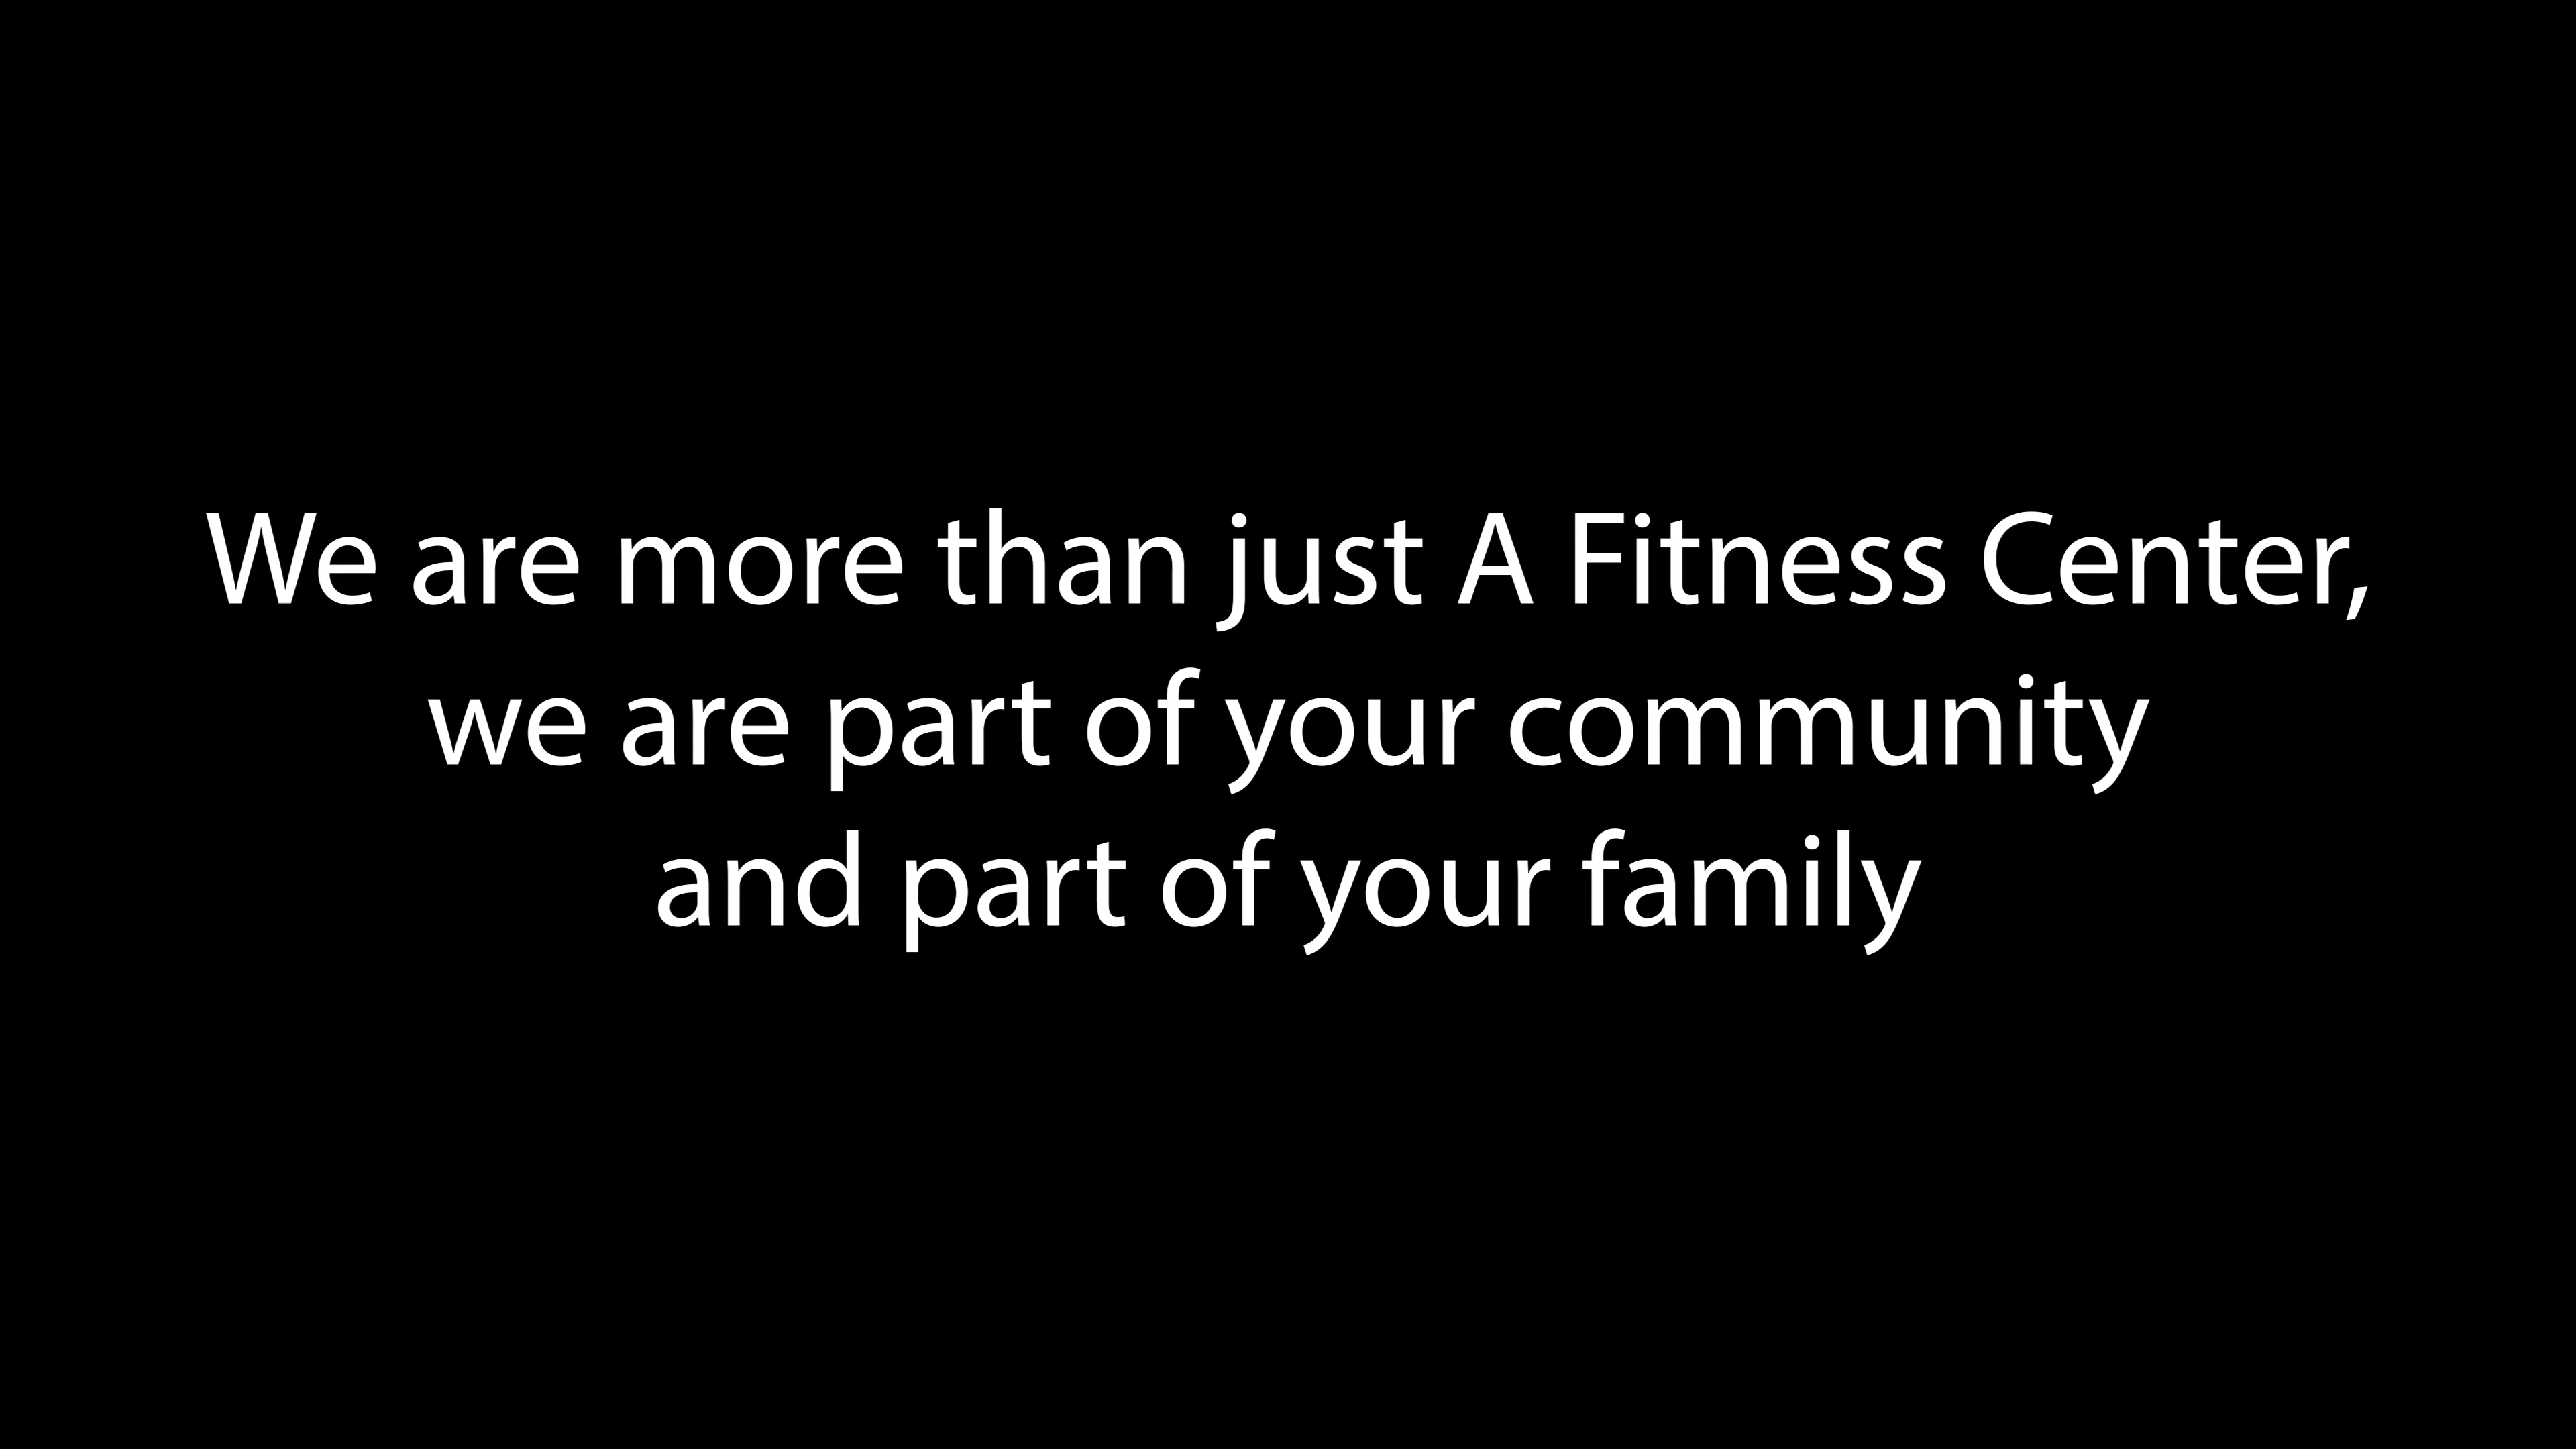 We are more than just A Fitness Center,
we are part of your community
and part of your family